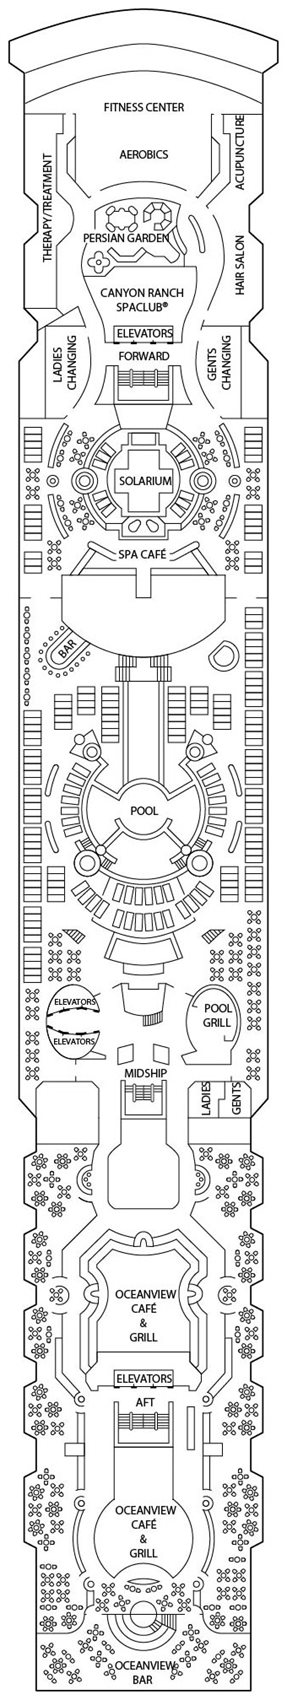 FITNESS CENTER
AEROBICS
ACUPUNCTURE
THERAPY/TREATMENT
PERSIAN GARDEN
HAIR SALON
CANYON RANCH
SPACLUB®
ELEVATORS
FORWARD
LADIES
CHANGING
GENTS
CHANGING
SOLARIUM
SPA CAFÉ
BAR
POOL
ELEVATORS
ELEVATORS
POOL
GRILL
MIDSHIP
LADIES
GENTS
OCEANVIEW
CAFÉ
&
GRILL
ELEVATORS
AFT
OCEANVIEW
CAFÉ
&
GRILL
OCEANVIEW
BAR